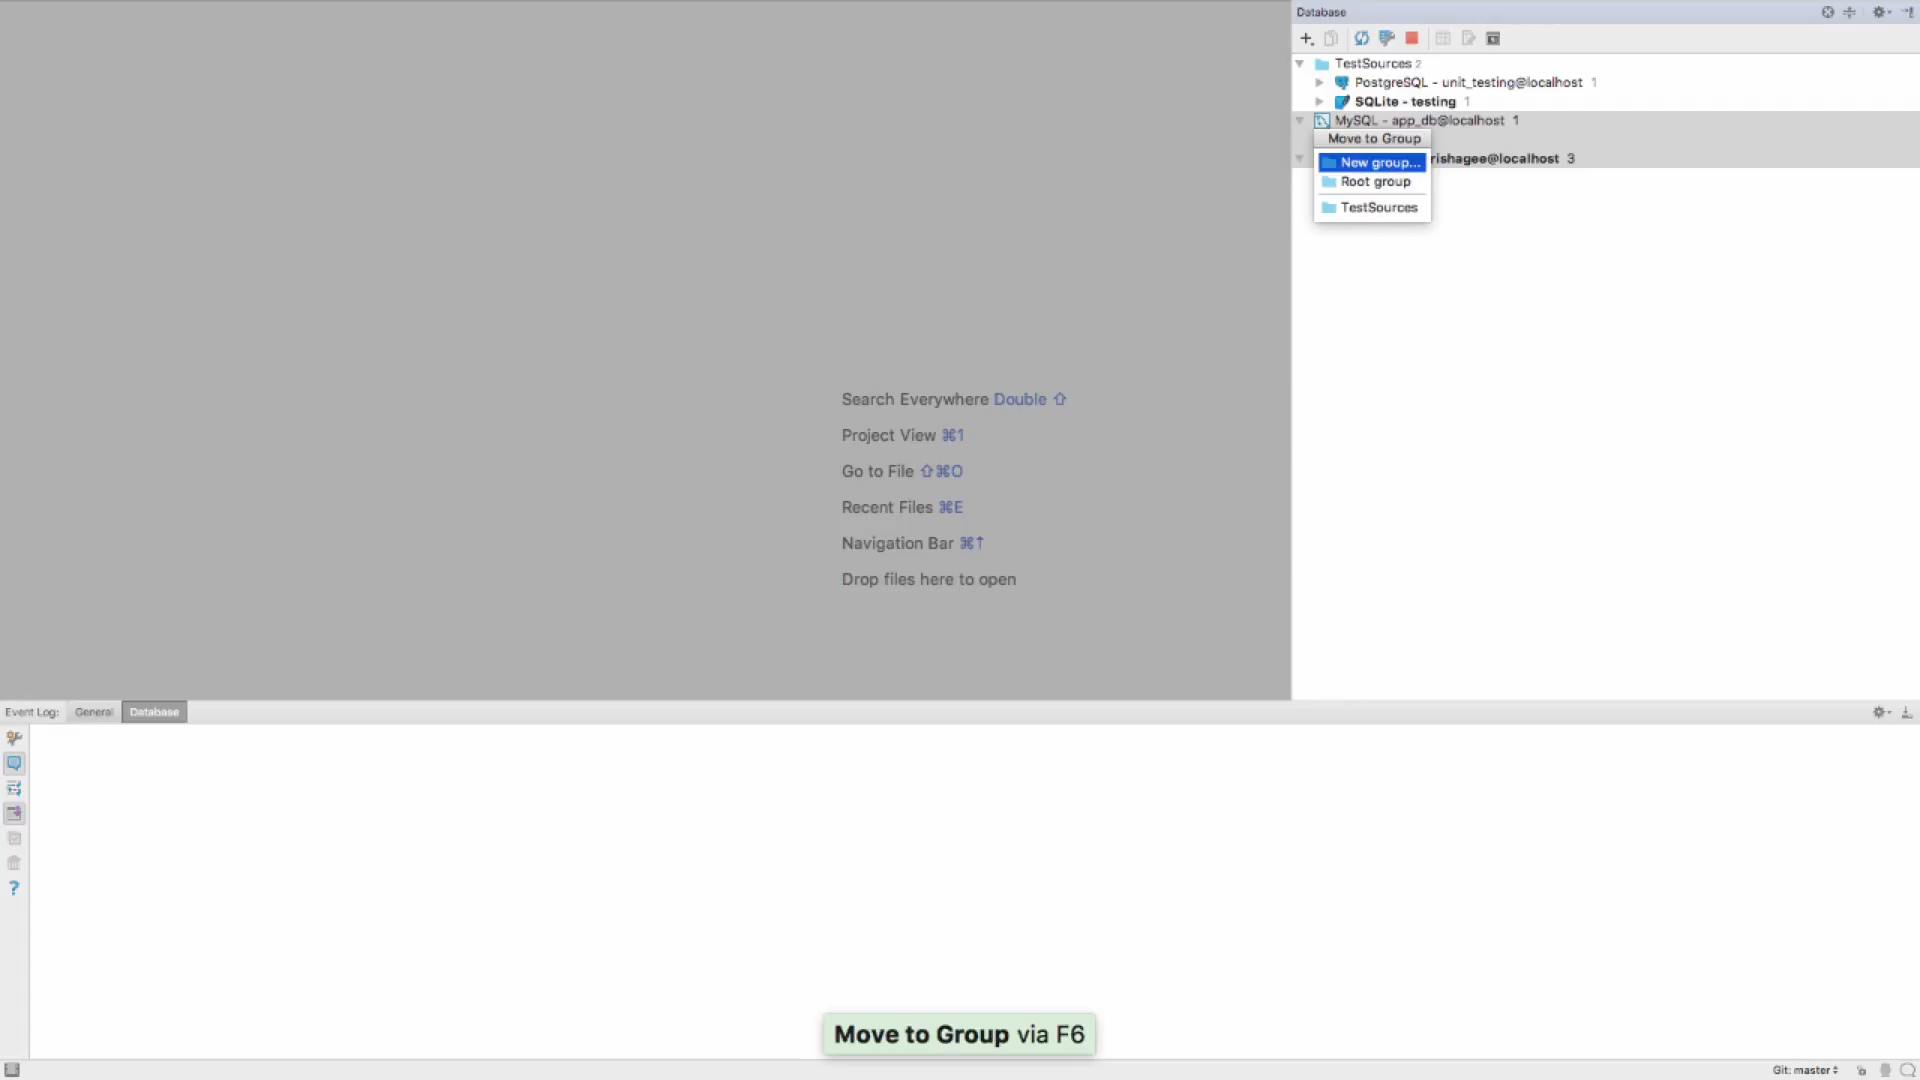 Database
TestSources 2
PostgreSQL - unit_testing@localhost 1
SQLite - testing 1
MySQL - app_db@localhost 1
Move to Group
New group...
rishagee@localhost 3
Root group
TestSources
Search Everywhere Double ⇧
Project View ⌘1
Go to File ⇧⌘O
Recent Files ⌘E
Navigation Bar ⌘↑
Drop files here to open
Event Log: General Database
?
Move to Group via F6
Git: master